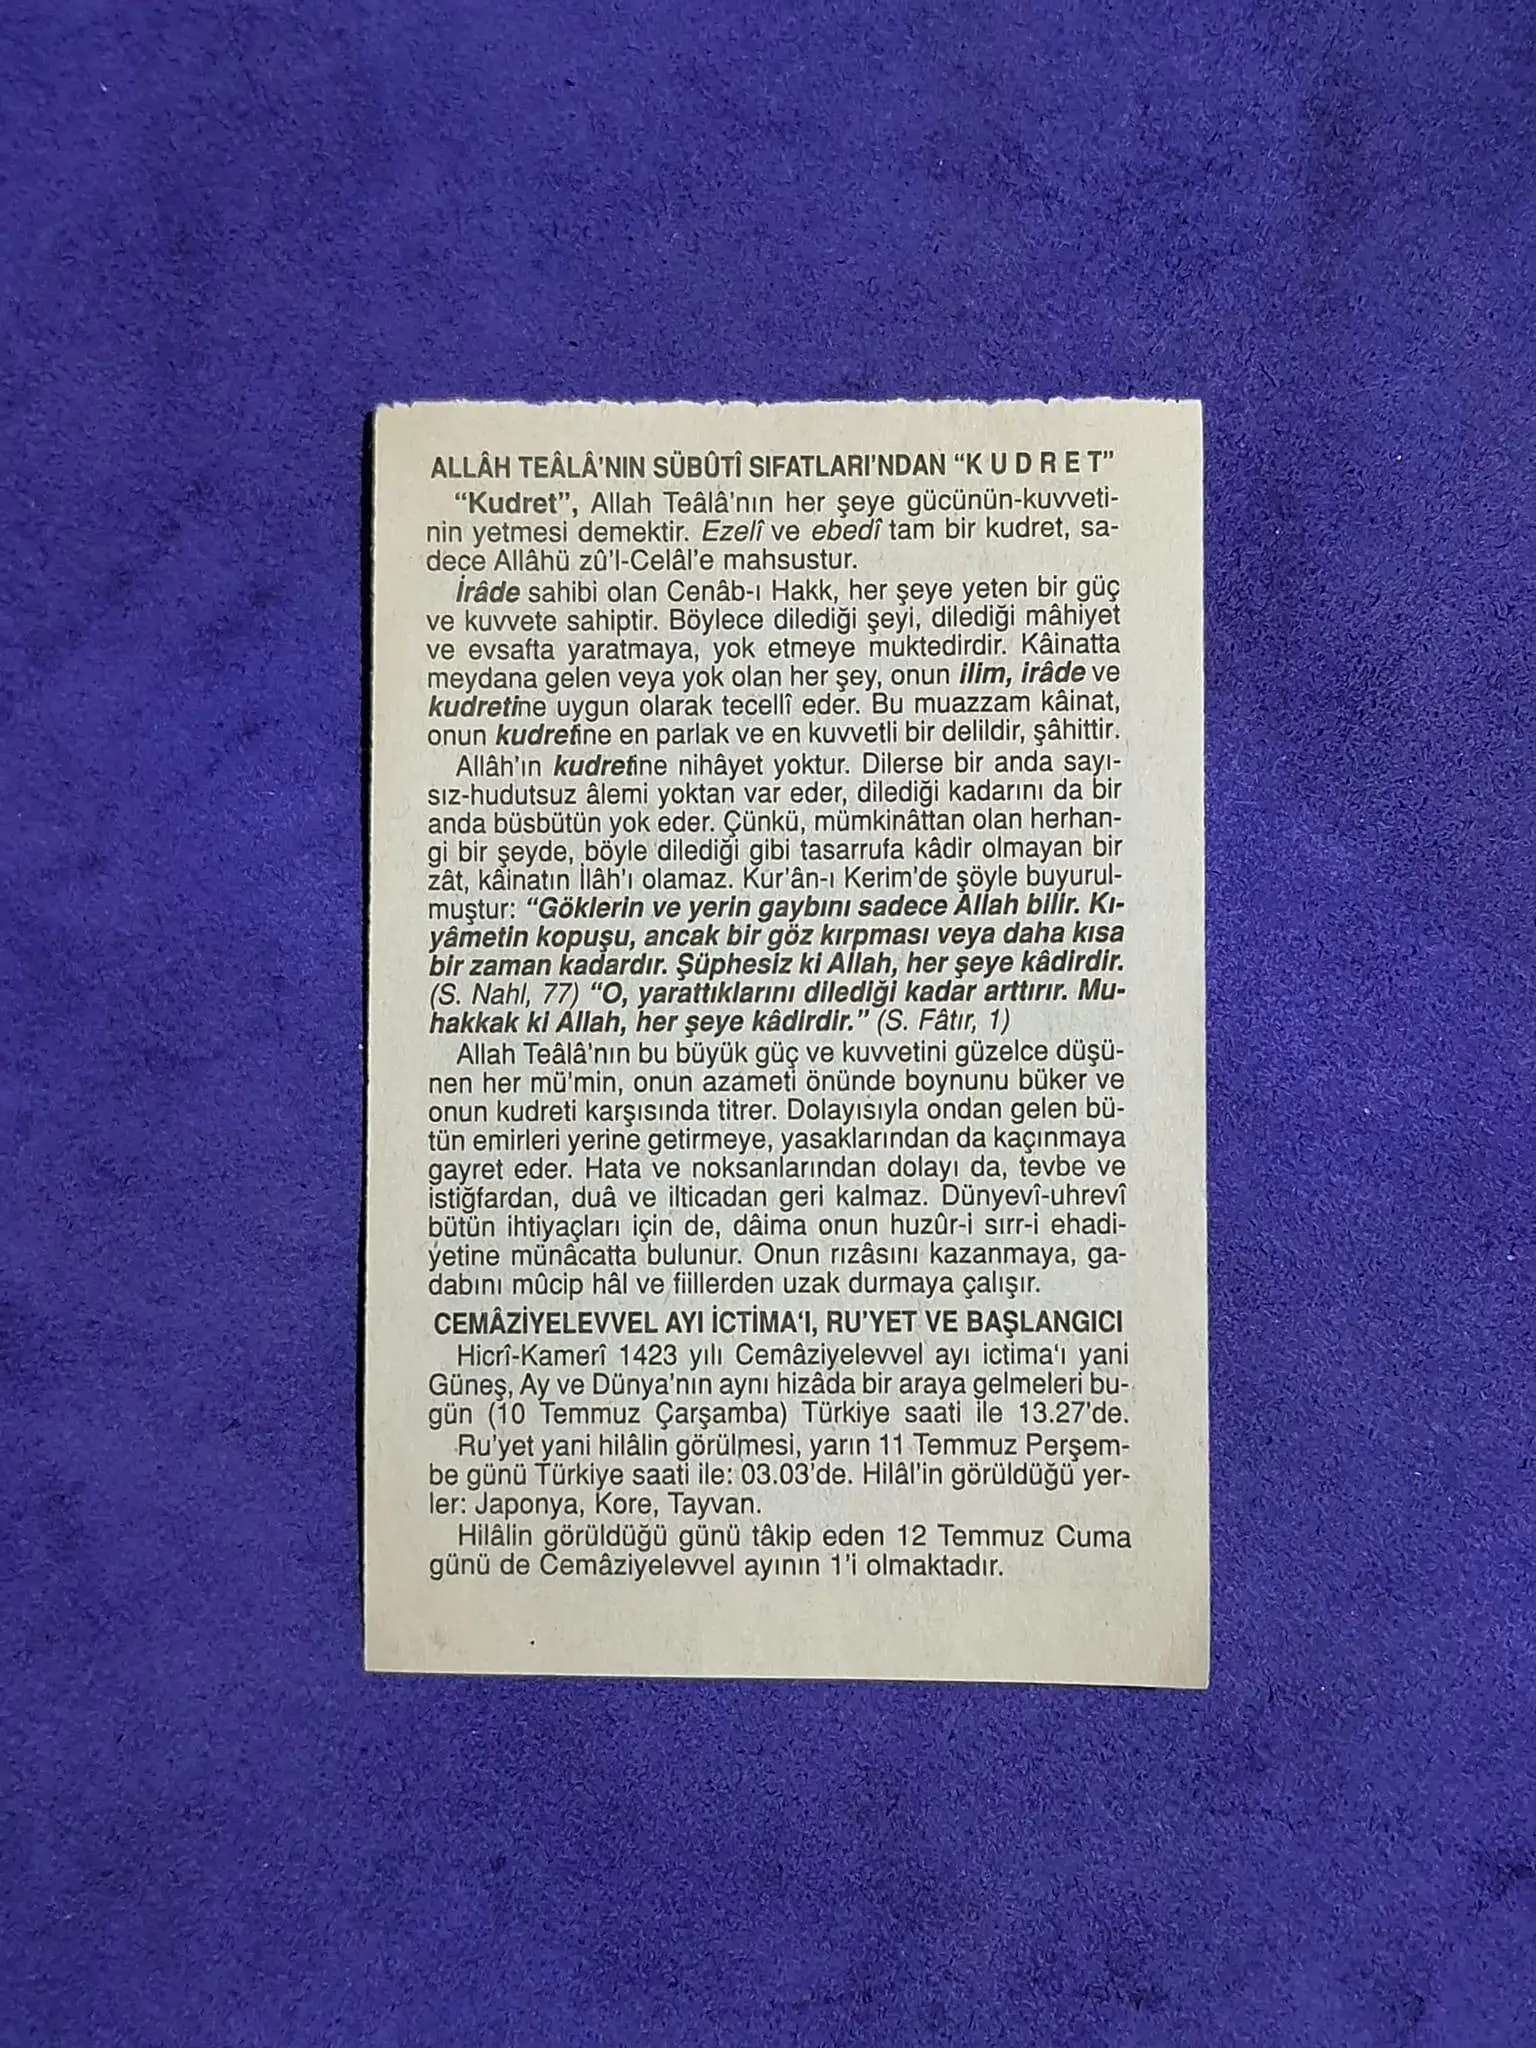 ALLÂH TEÂLÂ'NIN SÜBÛTÎ SIFATLARI'NDAN “K U D R E T”
“Kudret”, Allah Teâlâ'nın her şeye gücünün-kuvveti-
nin yetmesi demektir. Ezelî ve ebedî tam bir kudret, sa-
dece Allâhü zû'l-Celâl'e mahsustur.
İrâde sahibi olan Cenâb-ı Hakk, her şeye yeten bir güç
ve kuvvete sahiptir. Böylece dilediği şeyi, dilediği mâhiyet
ve evsafta yaratmaya, yok etmeye muktedirdir. Kâinatta
meydana gelen veya yok olan her şey, onun ilim, irâde ve
kudretine uygun olarak tecellî eder. Bu muazzam kâinat,
onun kudretine en parlak ve en kuvvetli bir delildir, şâhittir.
Allâh'ın kudretine nihâyet yoktur. Dilerse bir anda sayı-
sız-hudutsuz âlemi yoktan var eder, dilediği kadarını da bir
anda büsbütün yok eder. Çünkü, mümkinâttan olan herhan-
gi bir şeyde, böyle dilediği gibi tasarrufa kâdir olmayan bir
zât, kâinatın İlâh'ı olamaz. Kur'ân-ı Kerim'de şöyle buyurul-
muştur: “Göklerin ve yerin gaybını sadece Allah bilir. Kı-
yâmetin kopuşu, ancak bir göz kırpması veya daha kısa
bir zaman kadardır. Şüphesiz ki Allah, her şeye kâdirdir.
(S. Nahl, 77) “O, yarattıklarını dilediği kadar arttırır. Mu-
hakkak ki Allah, her şeye kâdirdir.” (S. Fâtır, 1)
Allah Teâlâ'nın bu büyük güç ve kuvvetini güzelce düşü-
nen her mü'min, onun azameti önünde boynunu büker ve
onun kudreti karşısında titrer. Dolayısıyla ondan gelen bü-
tün emirleri yerine getirmeye, yasaklarından da kaçınmaya
gayret eder. Hata ve noksanlarından dolayı da, tevbe ve
istiğfardan, duâ ve ilticadan geri kalmaz. Dünyevî-uhrevî
bütün ihtiyaçları için de, dâima onun huzûr-i sırr-i ehadi-
yetine münâcatta bulunur. Onun rızâsını kazanmaya, ga-
dabını mûcip hâl ve fiillerden uzak durmaya çalışır.
CEMÂZİYELEVVEL AYI İCTİMA‘I, RU'YET VE BAŞLANGICI
Hicrî-Kamerî 1423 yılı Cemâziyelevvel ayı ictima‘ı yani
Güneş, Ay ve Dünya'nın aynı hizâda bir araya gelmeleri bu-
gün (10 Temmuz Çarşamba) Türkiye saati ile 13.27'de.
Ru'yet yani hilâlin görülmesi, yarın 11 Temmuz Perşem-
be günü Türkiye saati ile: 03.03'de. Hilâl'in görüldüğü yer-
ler: Japonya, Kore, Tayvan.
Hilâlin görüldüğü günü tâkip eden 12 Temmuz Cuma
günü de Cemâziyelevvel ayının 1'i olmaktadır.